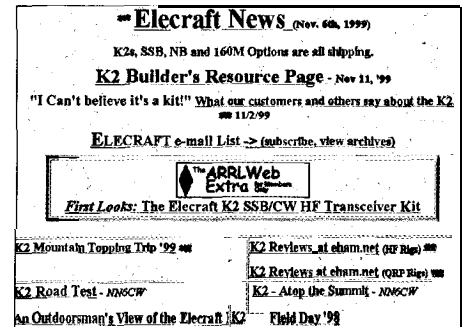 Elecraft News (Nov. 6th, 1999)
K2s, SSB, NB and 160M Options are all shipping.
K2 Builder's Resource Page - Nov 11, '99
"I Can't believe it's a kit!" What our customers and others say about the K2
11/2/99
ELECRAFT e-mail List -> (subscribe, view archives)
The ARRLWeb
Extra for Members Only
First Looks: The Elecraft K2 SSB/CW HF Transceiver Kit
K2 Mountain Topping Trip '99
K2 Reviews at eham.net (HF Rigs)
K2 Reviews at eham.net (QRP Rigs)
K2 Road Test - NN6CW
K2 - Atop the Summit - NN6CW
An Outdoorsman's View of the Elecraft K2
Field Day '98